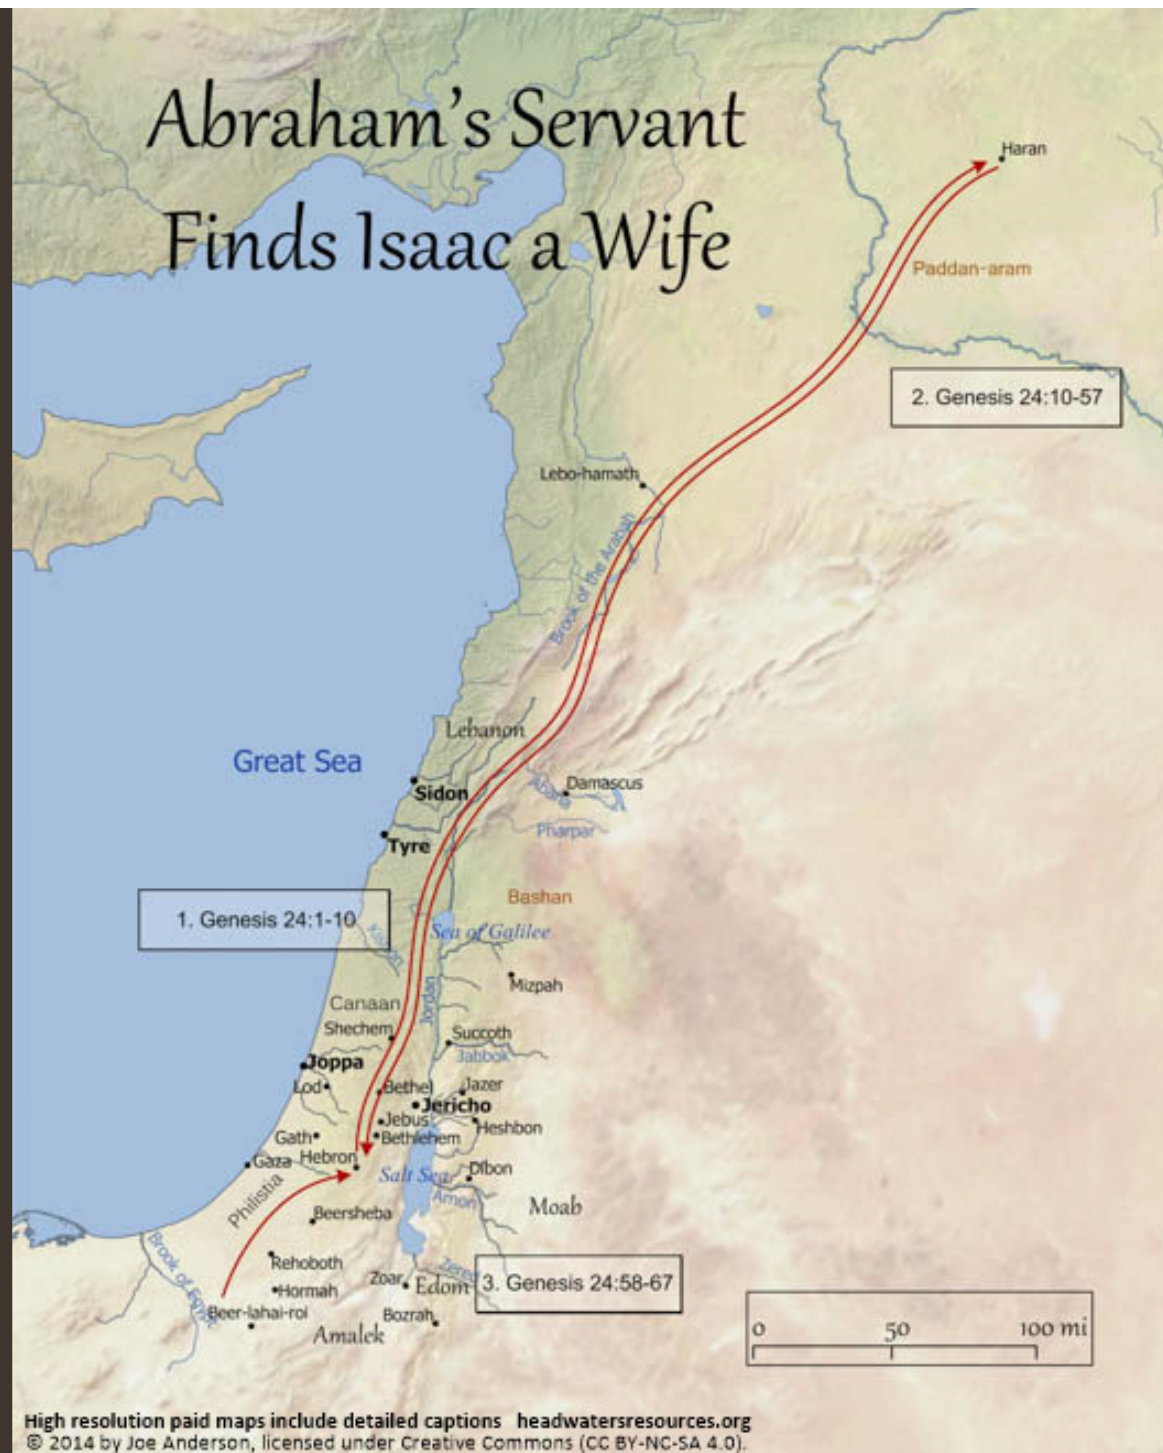 Abraham's Servant
Finds Isaac a Wife
Haran
Paddan-aram
2. Genesis 24:10-57
Lebo-hamath
Brook of the Arabah
Lebanon
Great Sea
Sidon
Damascus
Abana
Pharpar
Tyre
Bashan
1. Genesis 24:1-10
Kishon
Sea of Galilee
Mizpah
Canaan
Jordan
Shechem
Succoth
Jabbok
Joppa
Lod
Bethel
Jazer
Jericho
Jebus
Heshbon
Gath
Bethlehem
Gaza
Hebron
Salt Sea
Dibon
Philistia
Arnon
Moab
Beersheba
Brook of Egypt
Rehoboth
Zered
Hormah
Zoar
Edom
3. Genesis 24:58-67
Beer-lahai-roi
Bozrah
Amalek
0 50 100 mi
High resolution paid maps include detailed captions headwatersresources.org
© 2014 by Joe Anderson, licensed under Creative Commons (CC BY-NC-SA 4.0).